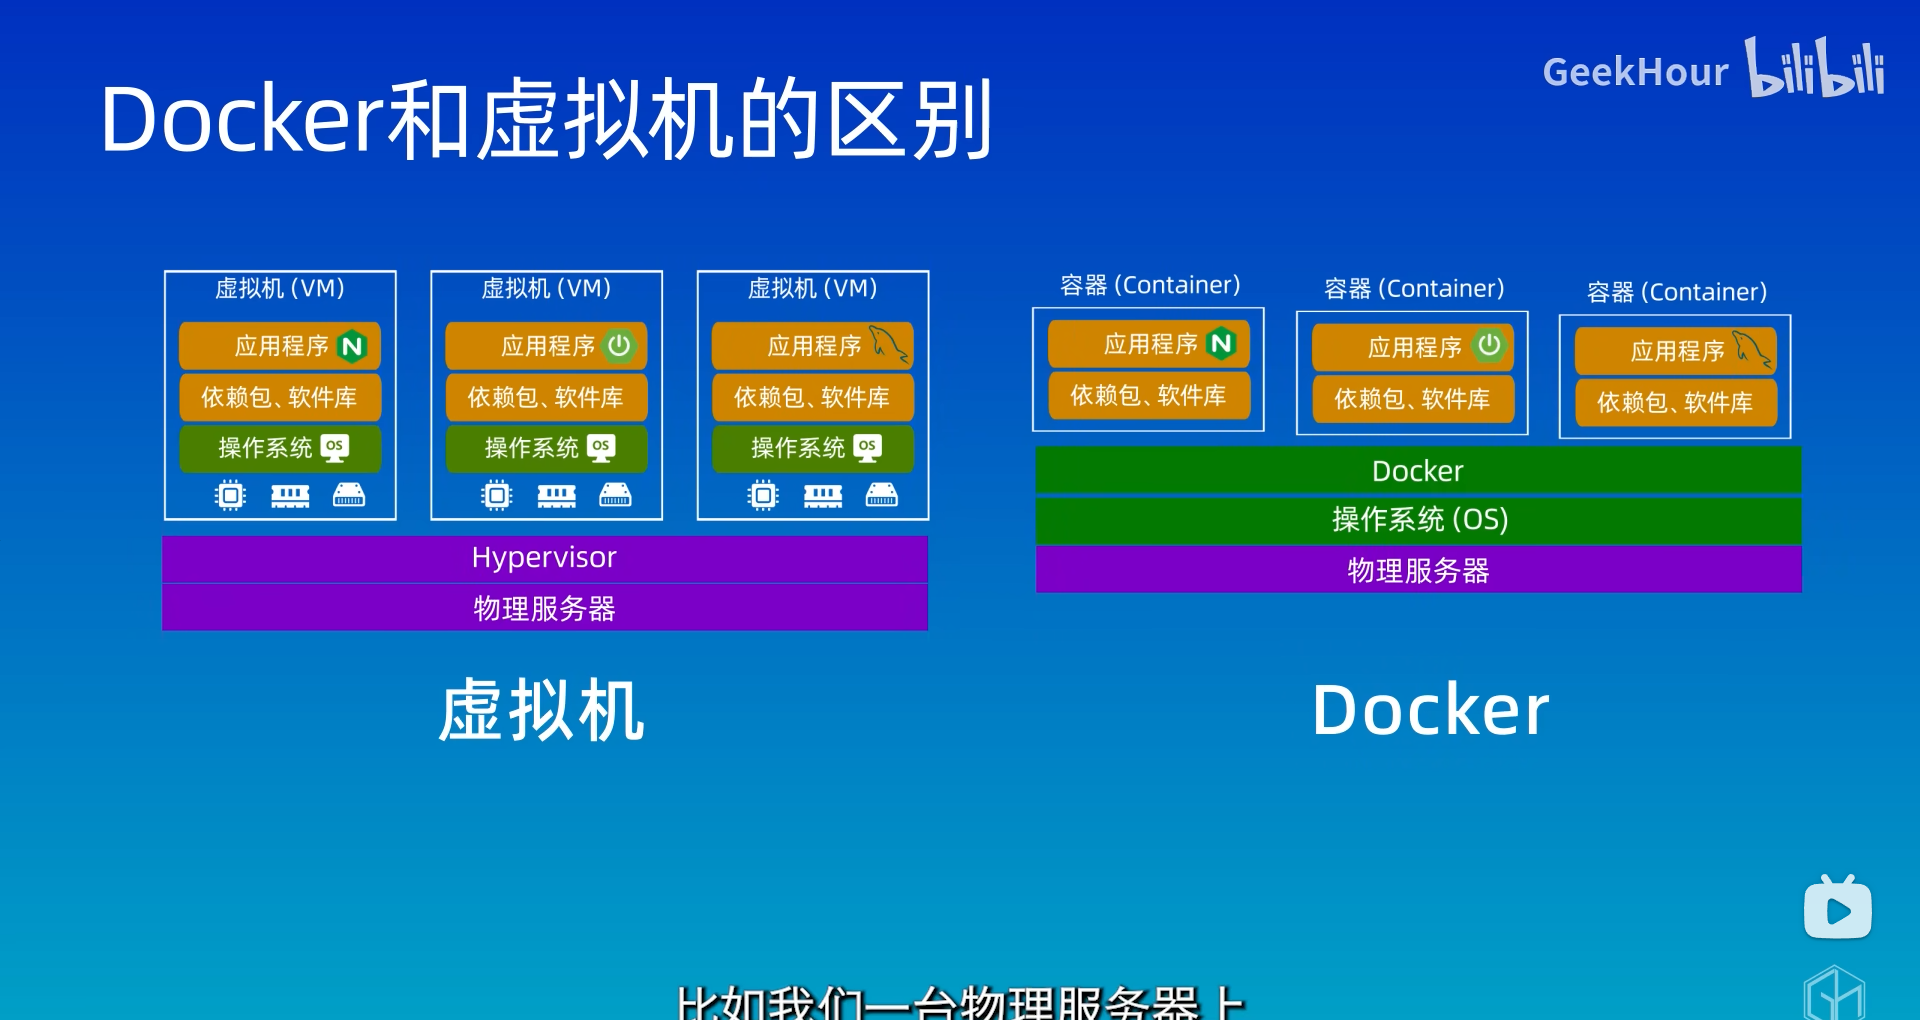 GeekHour bilibili
Docker和虚拟机的区别
虚拟机 (VM)
应用程序 N
依赖包、软件库
操作系统 OS
虚拟机 (VM)
应用程序
依赖包、软件库
操作系统 OS
虚拟机 (VM)
应用程序
依赖包、软件库
操作系统 OS
Hypervisor
物理服务器
虚拟机
容器 (Container)
应用程序 N
依赖包、软件库
容器 (Container)
应用程序
依赖包、软件库
容器 (Container)
应用程序
依赖包、软件库
Docker
操作系统 (OS)
物理服务器
Docker
比如我们一台物理服务器上